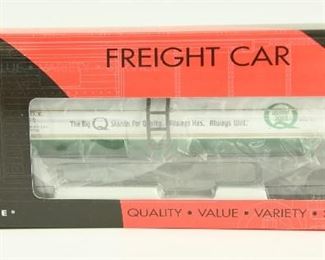 FREIGHT CAR
The Big Q Stands For Quality. Always Has. Always Will.
Q
QUALITY • VALUE • VARIETY • S